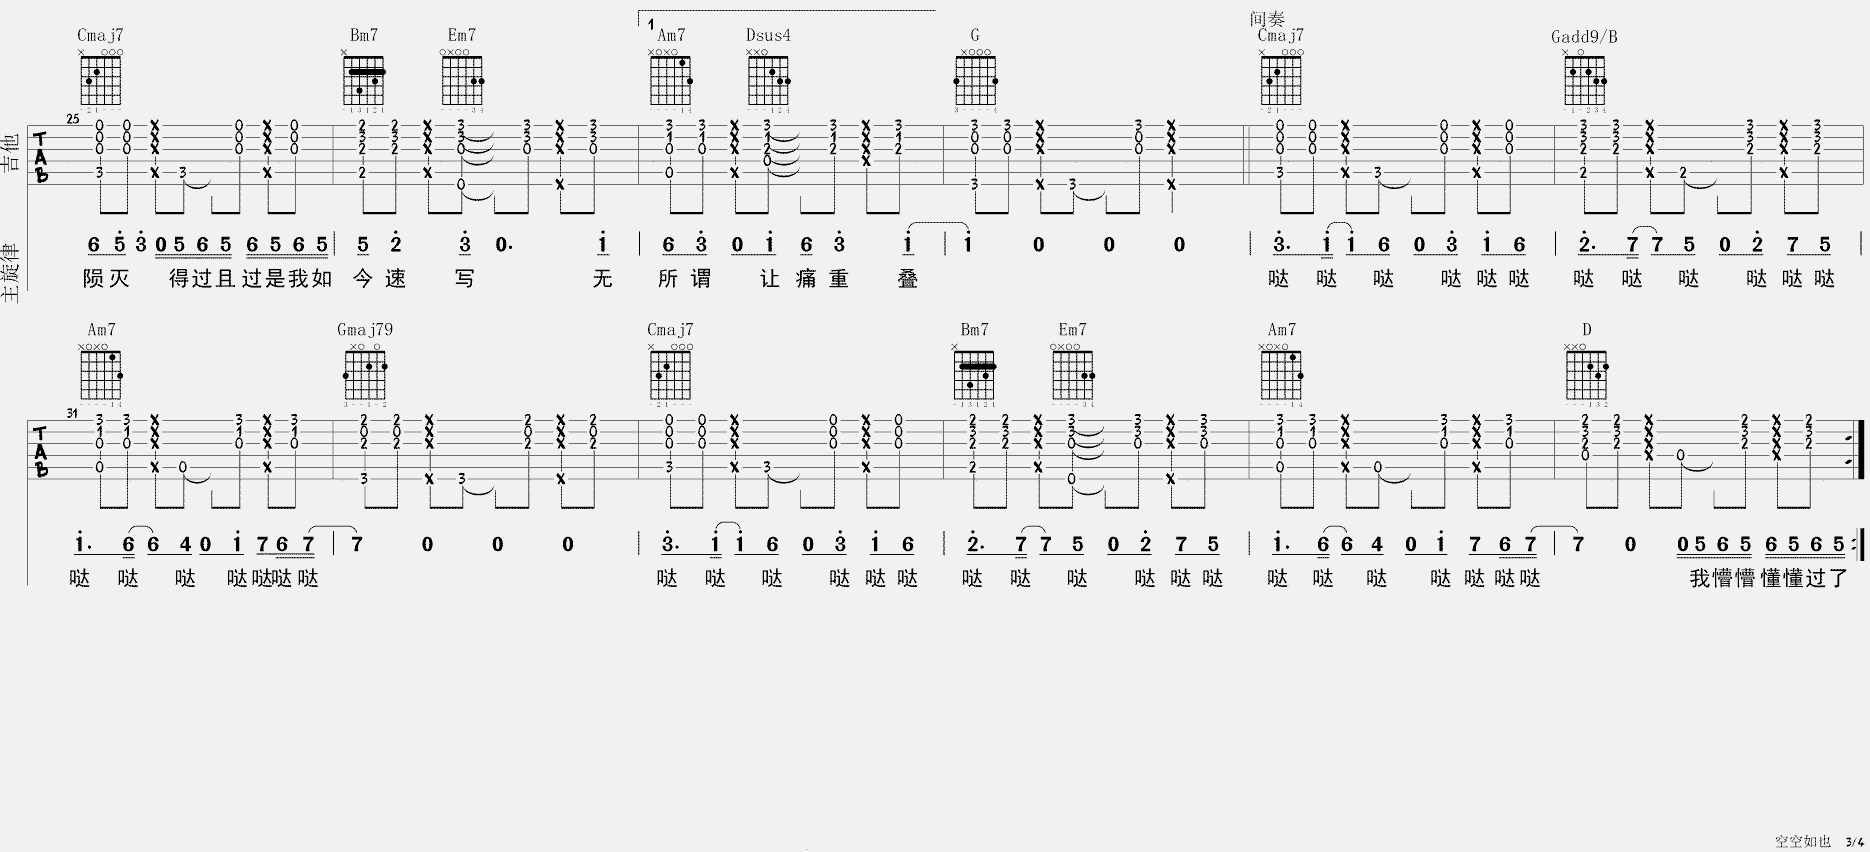 1 间奏
Cmaj7 Bm7 Em7 Am7 Dsus4 G Cmaj7 Gadd9/B
25
吉他 TAB
主旋律
6 5 3 0 5 6 5 6 5 6 5 | 5 2 3 0. 1 | 6 3 0 1 6 3 1 | 1 0 0 0 | 3. 1 1 6 0 3 1 6 | 2. 7 7 5 0 2 7 5 |
陨灭 得过且过是我如今速写 无所谓 让痛重叠 哒 哒 哒 哒 哒 哒 哒 哒 哒 哒 哒 哒
Am7 Gmaj79 Cmaj7 Bm7 Em7 Am7 D
31
TAB
1. 6 6 4 0 1 7 6 7 | 7 0 0 0 | 3. 1 1 6 0 3 1 6 | 2. 7 7 5 0 2 7 5 | 1. 6 6 4 0 1 7 6 7 | 7 0 0 5 6 5 6 5 6 5
哒 哒 哒 哒 哒 哒 哒 哒 哒 哒 哒 哒 哒 哒 哒 哒 哒 哒 哒 哒 哒 哒 哒 哒 哒 哒 我懵懵懂懂过了
空空如也 3/4